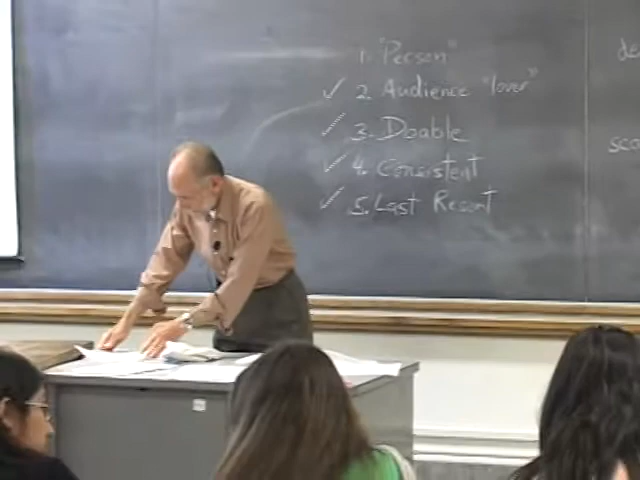 1. "Person"
✓ 2. Audience "lover"
✓ 3. Doable
✓ 4. Consistent
✓ 5. Last Resort